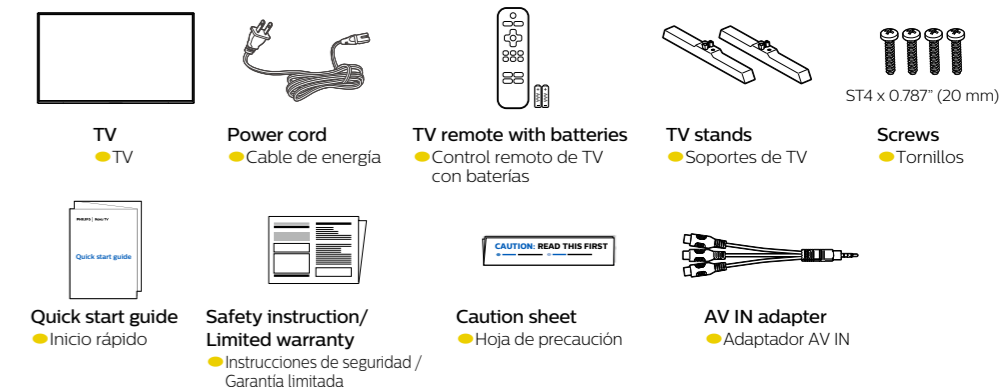 ST4 x 0.787” (20 mm)
TV
TV
Power cord
Cable de energía
TV remote with batteries
Control remoto de TV
con baterías
TV stands
Soportes de TV
Screws
Tornillos
PHILIPS | Roku TV
Quick start guide
CAUTION: READ THIS FIRST
Quick start guide
Inicio rápido
Safety instruction/
Limited warranty
Instrucciones de seguridad /
Garantía limitada
Caution sheet
Hoja de precaución
AV IN adapter
Adaptador AV IN